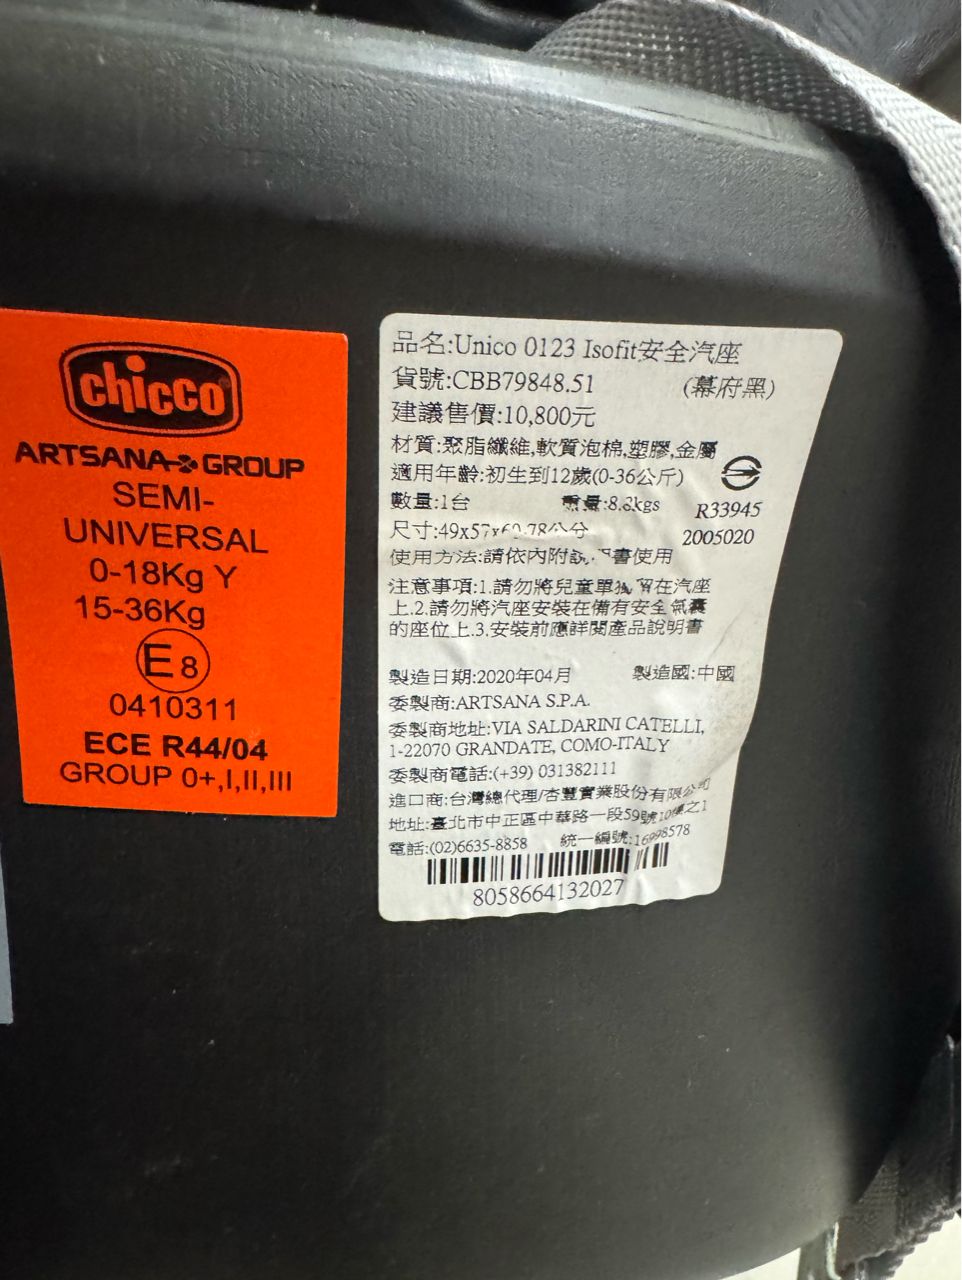 chicco
ARTSANA GROUP
SEMI-
UNIVERSAL
0-18Kg Y
15-36Kg
E 8
0410311
ECE R44/04
GROUP 0+,I,II,III
品名:Unico 0123 Isofit安全汽座
貨號:CBB79848.51 (幕府黑)
建議售價:10,800元
材質:聚脂纖維,軟質泡棉,塑膠,金屬
適用年齡:初生到12歲(0-36公斤)
數量:1台 重量: R33945
尺寸: 2005020
使用方法:請依內附 書使用
注意事項:1.請勿將兒童單獨留在汽座
上.2.請勿將汽座安裝在備有安全氣囊
的座位上.3.安裝前應詳閱產品說明書
製造日期:2020年04月 製造國:中國
委製商:ARTSANA S.P.A.
委製商地址:VIA SALDARINI CATELLI,
1-22070 GRANDATE, COMO-ITALY
委製商電話:(+39) 031382111
進口商:台灣總代理/杏豐實業股份有限公司
地址:臺北市中正區中華路一段59號10樓之1
電話:(02)6635-8858 統一編號:
8058664132027